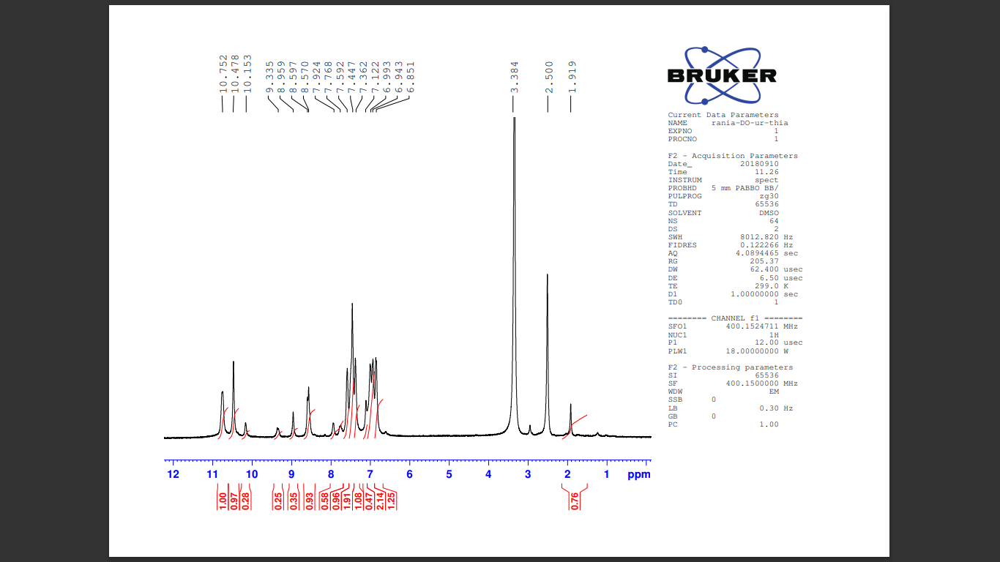 10.752
10.478
10.153
9.335
8.959
8.597
8.570
7.924
7.768
7.592
7.447
7.362
7.122
6.993
6.943
6.851
3.384
2.500
1.919
BRUKER
Current Data Parameters
NAME rania-DO-ur-thia
EXPNO 1
PROCNO 1
F2 - Acquisition Parameters
Date_ 20180910
Time 11.26
INSTRUM spect
PROBHD 5 mm PABBO BB/
PULPROG zg30
TD 65536
SOLVENT DMSO
NS 64
DS 2
SWH 8012.820 Hz
FIDRES 0.122266 Hz
AQ 4.0894465 sec
RG 205.37
DW 62.400 usec
DE 6.50 usec
TE 299.0 K
D1 1.00000000 sec
TD0 1
======== CHANNEL f1 ========
SFO1 400.1524711 MHz
NUC1 1H
P1 12.00 usec
PLW1 18.00000000 W
F2 - Processing parameters
SI 65536
SF 400.1500000 MHz
WDW EM
SSB 0
LB 0.30 Hz
GB 0
PC 1.00
12 11 10 9 8 7 6 5 4 3 2 1 ppm
1.00
0.97
0.28
0.25
0.35
0.93
0.58
0.96
1.91
1.08
0.47
2.14
1.25
0.76